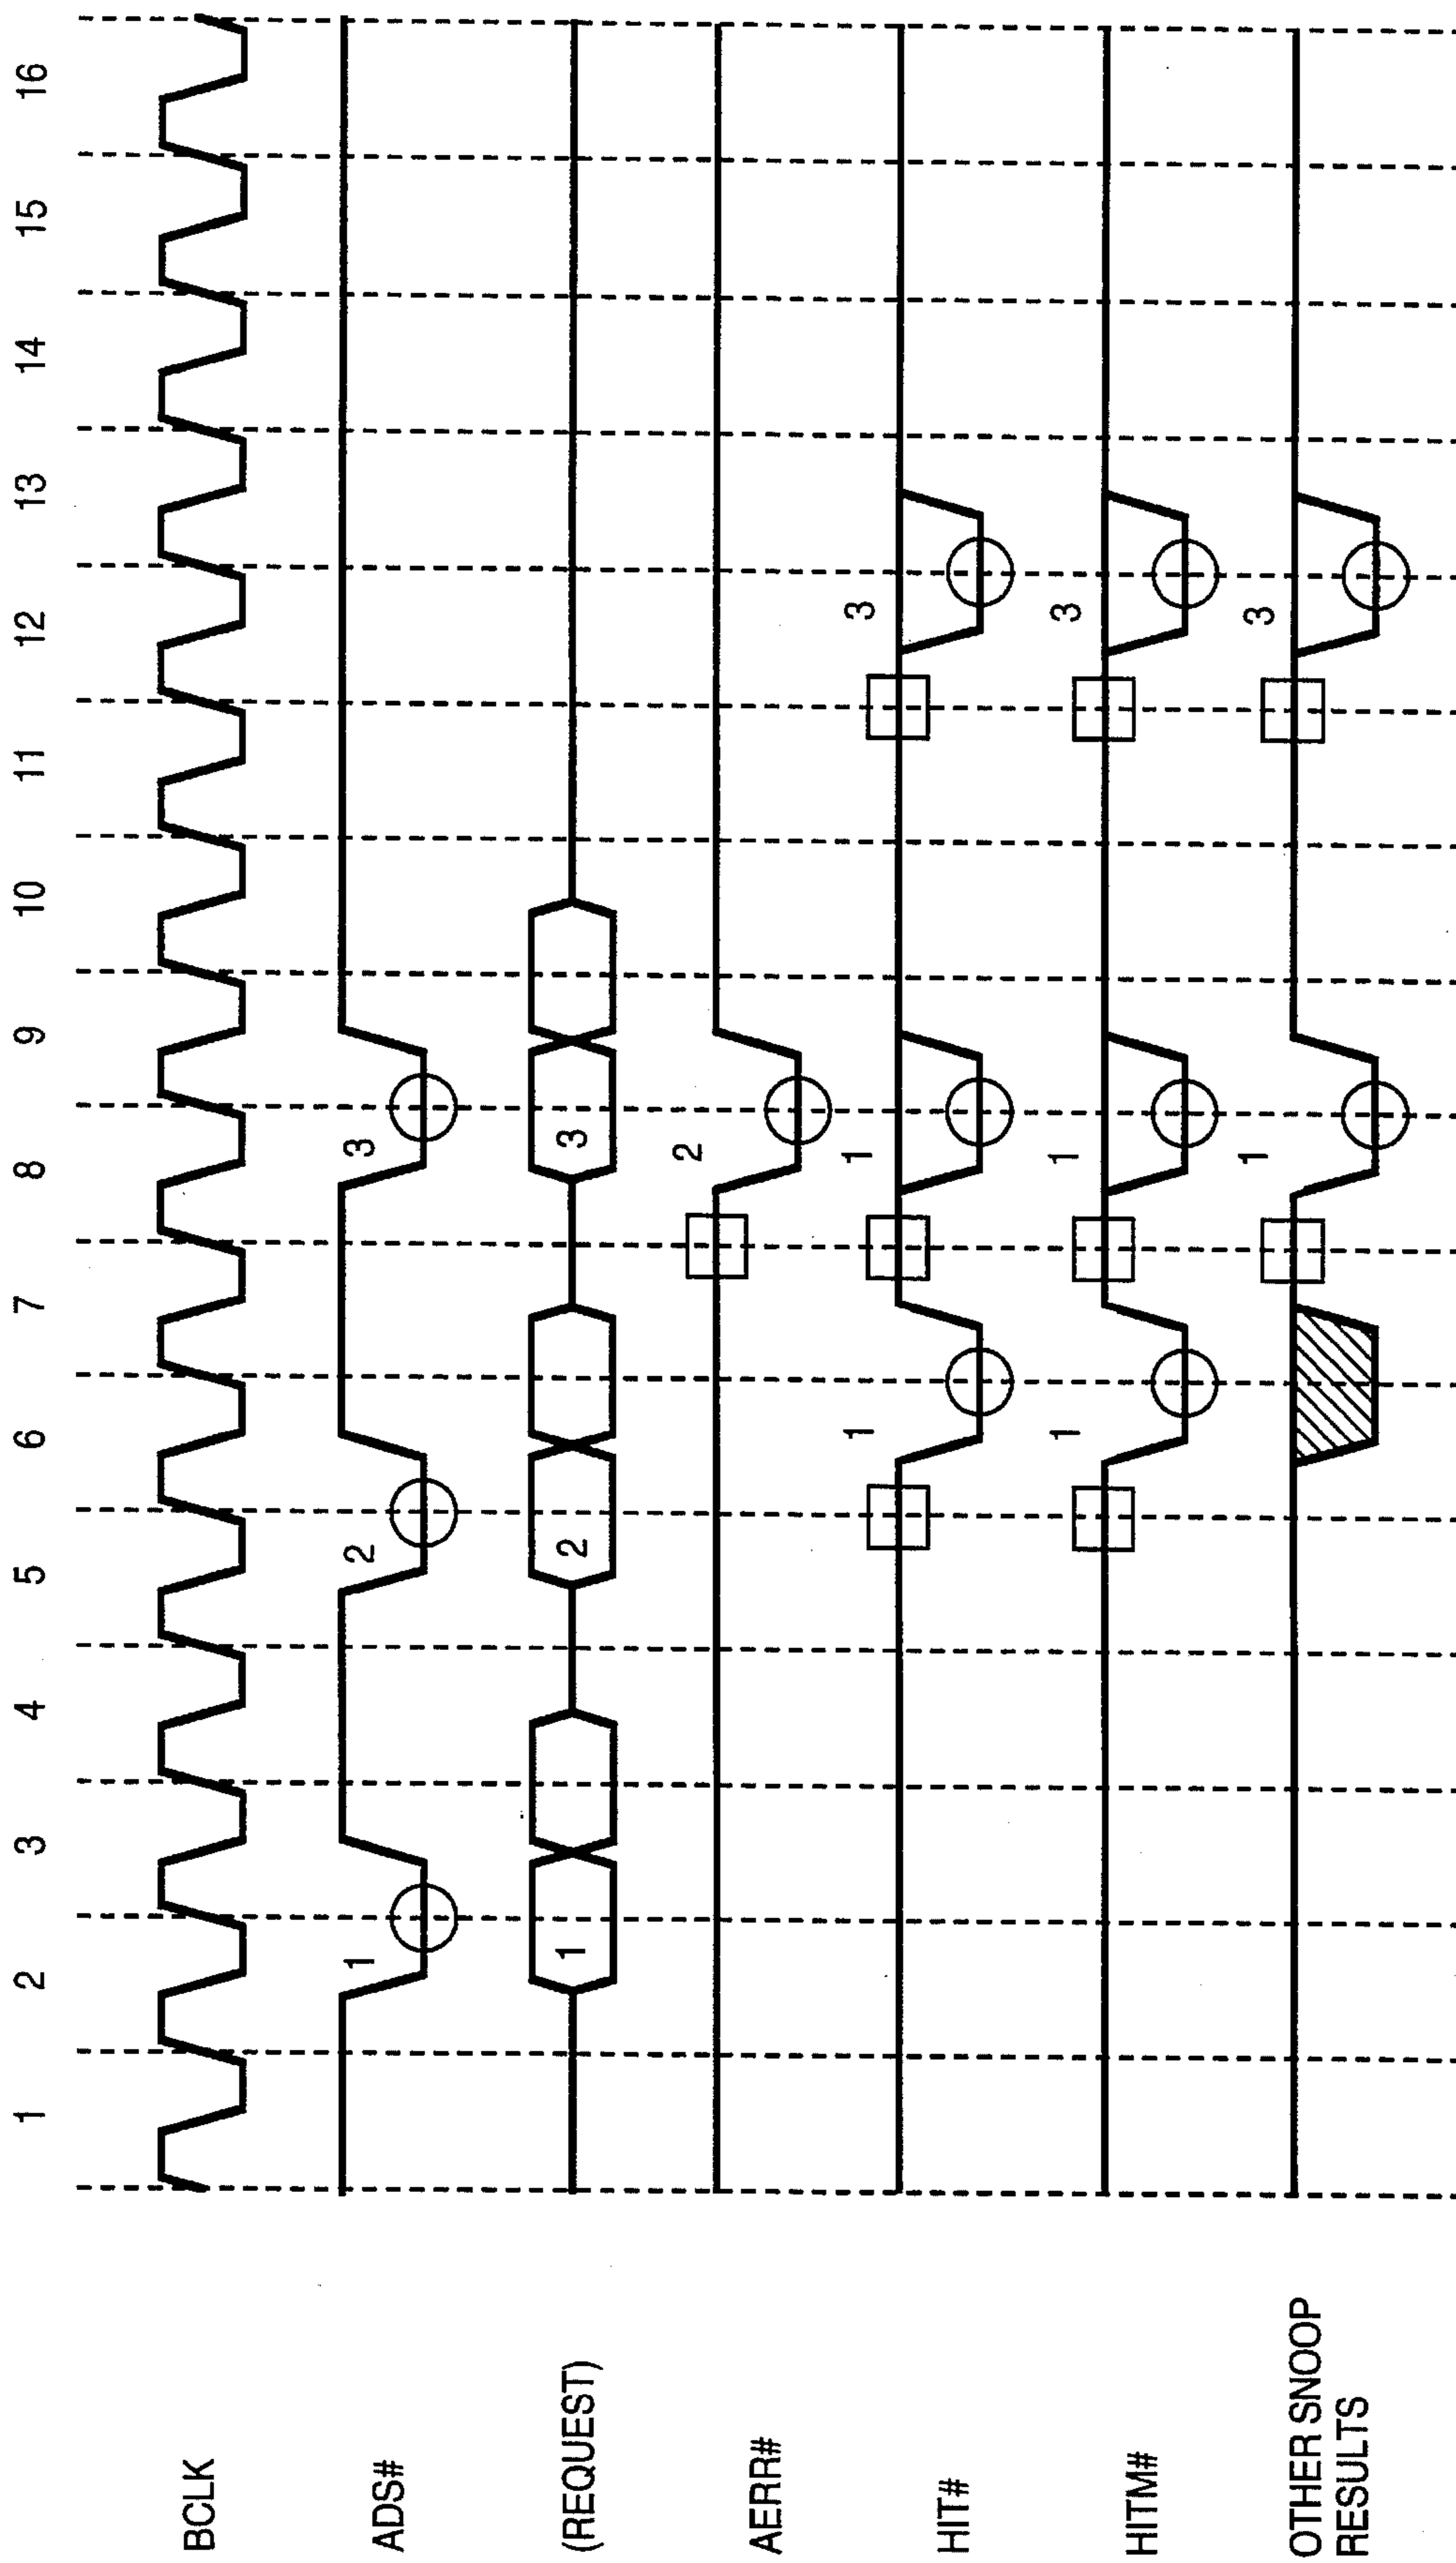 1 2 3 4 5 6 7 8 9 10 11 12 13 14 15 16
BCLK
ADS# 1 2 3
(REQUEST) 1 2 3
AERR# 2
HIT# 1 1 3
HITM# 1 1 3
OTHER SNOOP 1 3
RESULTS